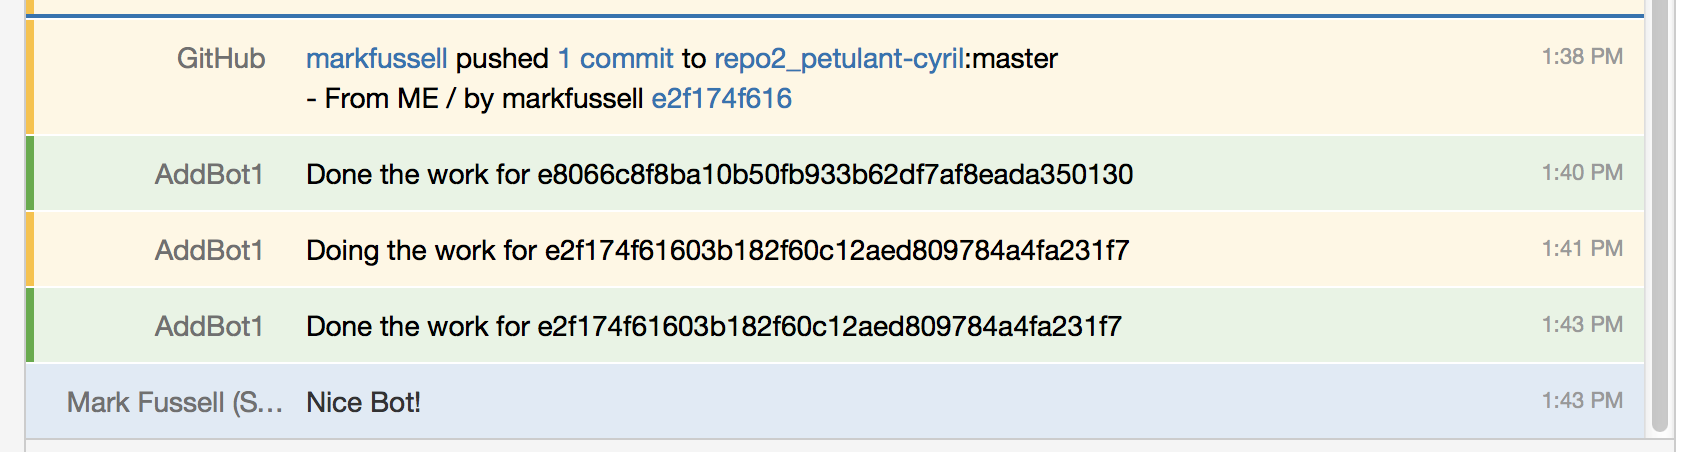 GitHub markfussell pushed 1 commit to repo2_petulant-cyril:master 1:38 PM
- From ME / by markfussell e2f174f616
AddBot1 Done the work for e8066c8f8ba10b50fb933b62df7af8eada350130 1:40 PM
AddBot1 Doing the work for e2f174f61603b182f60c12aed809784a4fa231f7 1:41 PM
AddBot1 Done the work for e2f174f61603b182f60c12aed809784a4fa231f7 1:43 PM
Mark Fussell (S... Nice Bot! 1:43 PM